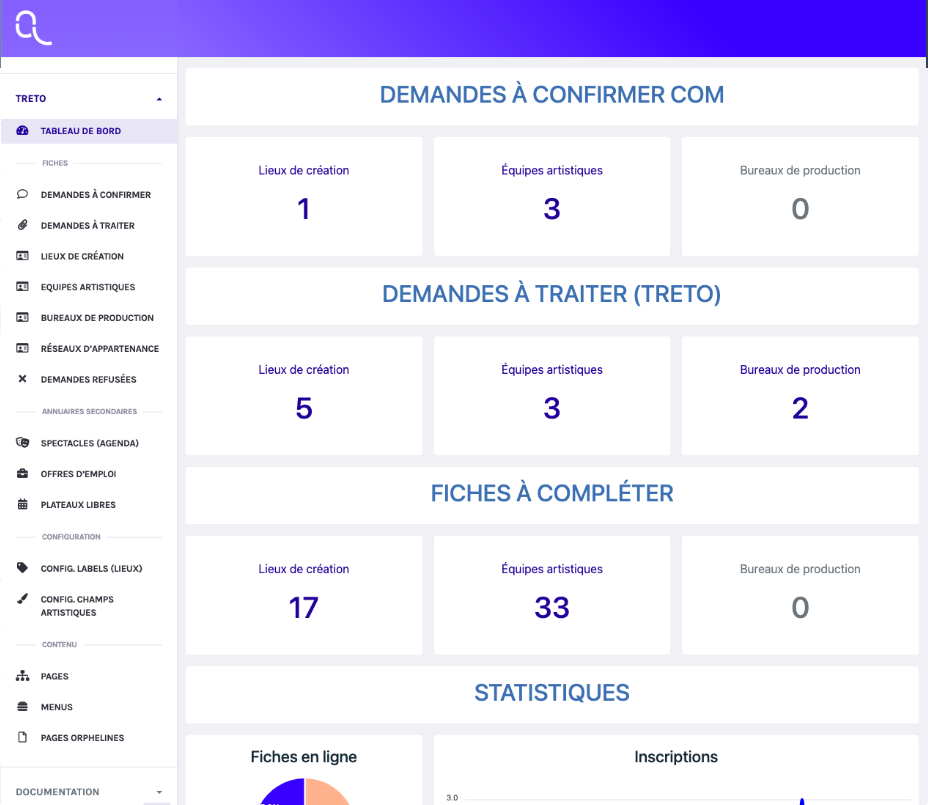 TRETO
TABLEAU DE BORD
FICHES
DEMANDES À CONFIRMER
DEMANDES À TRAITER
LIEUX DE CRÉATION
EQUIPES ARTISTIQUES
BUREAUX DE PRODUCTION
RÉSEAUX D'APPARTENANCE
DEMANDES REFUSÉES
ANNUAIRES SECONDAIRES
SPECTACLES (AGENDA)
OFFRES D'EMPLOI
PLATEAUX LIBRES
CONFIGURATION
CONFIG. LABELS (LIEUX)
CONFIG. CHAMPS
ARTISTIQUES
CONTENU
PAGES
MENUS
PAGES ORPHELINES
DOCUMENTATION
DEMANDES À CONFIRMER COM
Lieux de création
1
Équipes artistiques
3
Bureaux de production
0
DEMANDES À TRAITER (TRETO)
Lieux de création
5
Équipes artistiques
3
Bureaux de production
2
FICHES À COMPLÉTER
Lieux de création
17
Équipes artistiques
33
Bureaux de production
0
STATISTIQUES
Fiches en ligne
Inscriptions
3.0